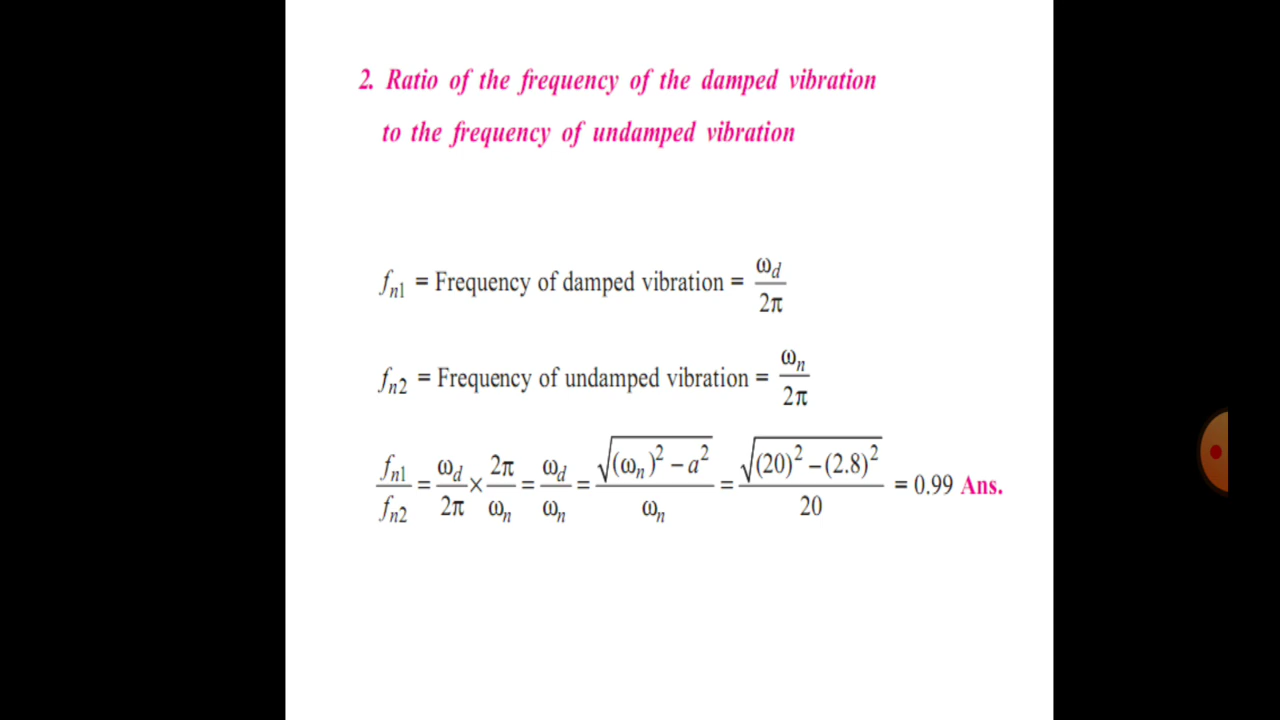 2. Ratio of the frequency of the damped vibration
to the frequency of undamped vibration
fn1 = Frequency of damped vibration = ωd / 2π
fn2 = Frequency of undamped vibration = ωn / 2π
fn1 / fn2 = ωd / 2π × 2π / ωn = ωd / ωn = √((ωn)² − a²) / ωn = √((20)² − (2.8)²) / 20 = 0.99 Ans.